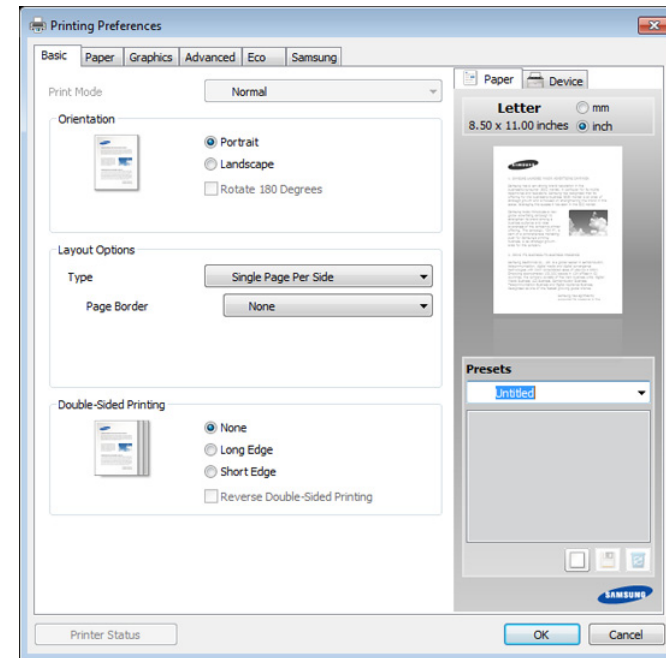 Printing Preferences
Basic Paper Graphics Advanced Eco Samsung
Print Mode Normal
Orientation
Portrait
Landscape
Rotate 180 Degrees
Layout Options
Type Single Page Per Side
Page Border None
Double-Sided Printing
None
Long Edge
Short Edge
Reverse Double-Sided Printing
Paper Device
Letter mm
8.50 x 11.00 inches inch
SAMSUNG
Presets
Untitled
SAMSUNG
Printer Status OK Cancel